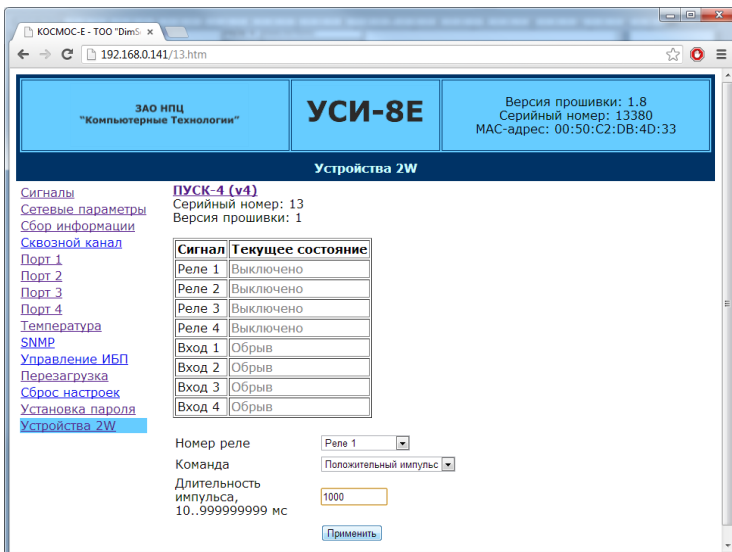 КОСМОС-Е - ТОО "DimS
192.168.0.141/13.htm
ЗАО НПЦ
"Компьютерные Технологии"
УСИ-8Е
Версия прошивки: 1.8
Серийный номер: 13380
MAC-адрес: 00:50:C2:DB:4D:33
Устройства 2W
Сигналы
Сетевые параметры
Сбор информации
Сквозной канал
Порт 1
Порт 2
Порт 3
Порт 4
Температура
SNMP
Управление ИБП
Перезагрузка
Сброс настроек
Установка пароля
Устройства 2W
ПУСК-4 (v4)
Серийный номер: 13
Версия прошивки: 1
Сигнал Текущее состояние
Реле 1 Выключено
Реле 2 Выключено
Реле 3 Выключено
Реле 4 Выключено
Вход 1 Обрыв
Вход 2 Обрыв
Вход 3 Обрыв
Вход 4 Обрыв
Номер реле Реле 1
Команда Положительный импульс
Длительность
импульса, 1000
10..999999999 мс
Применить